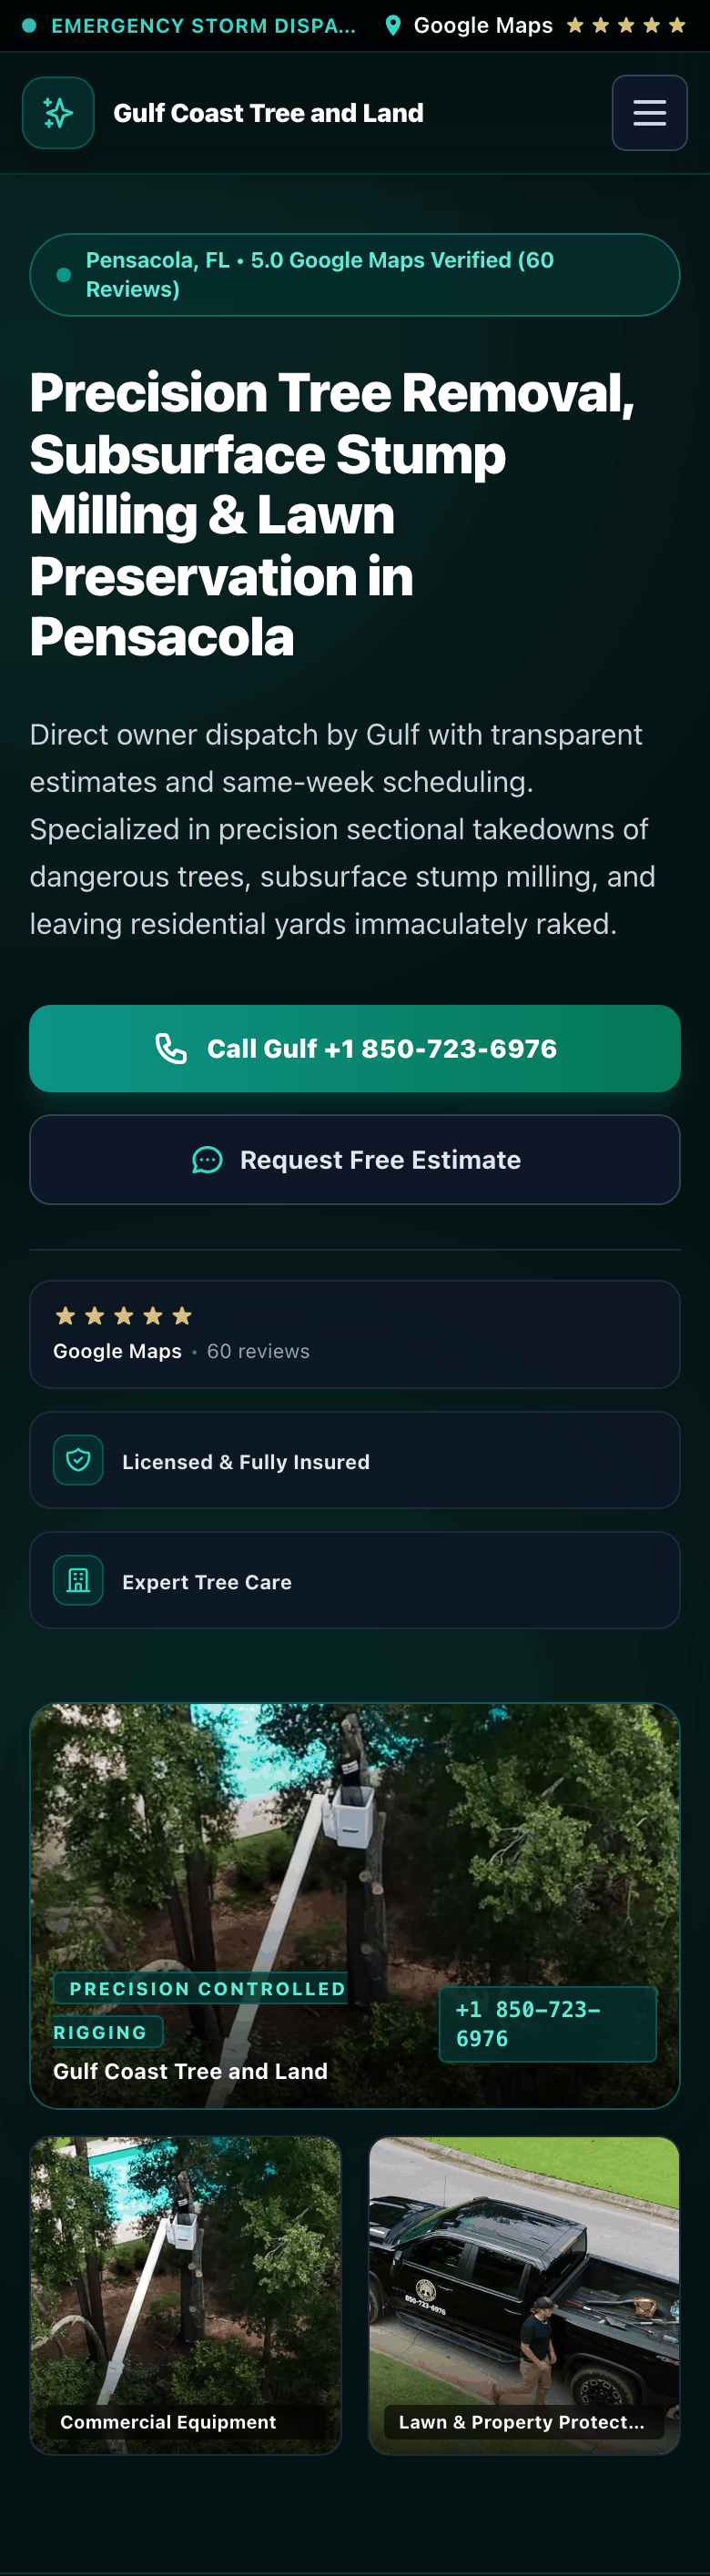 EMERGENCY STORM DISPA...
Google Maps
Gulf Coast Tree and Land
Pensacola, FL • 5.0 Google Maps Verified (60
Reviews)
Precision Tree Removal,
Subsurface Stump
Milling & Lawn
Preservation in
Pensacola
Direct owner dispatch by Gulf with transparent
estimates and same-week scheduling.
Specialized in precision sectional takedowns of
dangerous trees, subsurface stump milling, and
leaving residential yards immaculately raked.
Call Gulf +1 850-723-6976
Request Free Estimate
Google Maps • 60 reviews
Licensed & Fully Insured
Expert Tree Care
PRECISION CONTROLLED
RIGGING
Gulf Coast Tree and Land
+1 850-723-
6976
850-723-6976
Commercial Equipment
Lawn & Property Protect...